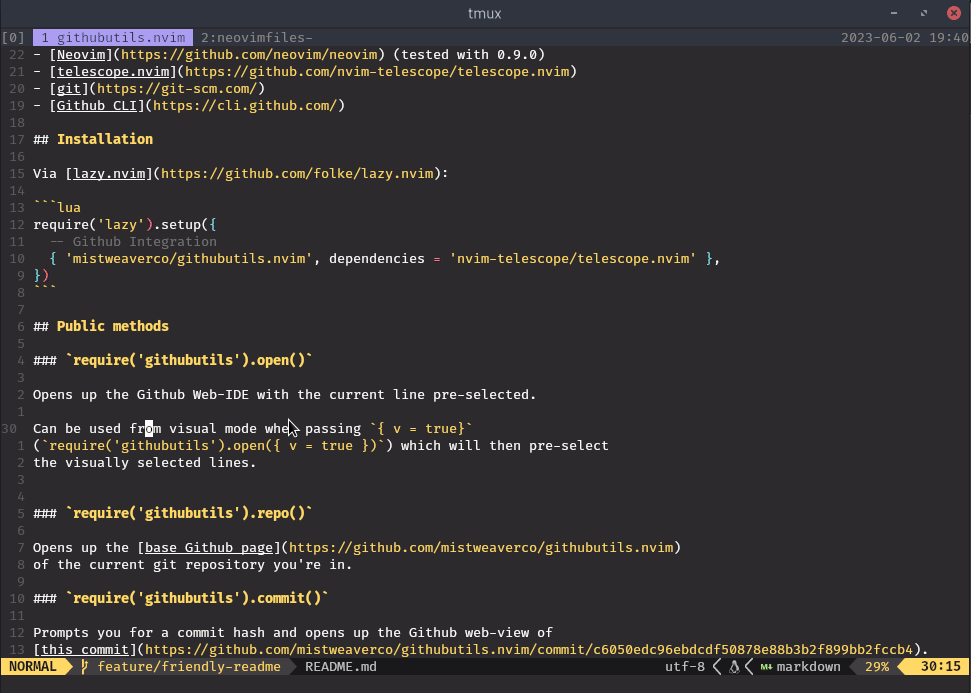 tmux
[0] 1 githubutils.nvim 2:neovimfiles- 2023-06-02 19:40
22 - [Neovim](https://github.com/neovim/neovim) (tested with 0.9.0)
21 - [telescope.nvim](https://github.com/nvim-telescope/telescope.nvim)
20 - [git](https://git-scm.com/)
19 - [Github CLI](https://cli.github.com/)
18
17 ## Installation
16
15 Via [lazy.nvim](https://github.com/folke/lazy.nvim):
14
13 ```lua
12 require('lazy').setup({
11   -- Github Integration
10   { 'mistweaverco/githubutils.nvim', dependencies = 'nvim-telescope/telescope.nvim' },
9 })
8 ```
7
6 ## Public methods
5
4 ### `require('githubutils').open()`
3
2 Opens up the Github Web-IDE with the current line pre-selected.
1
30 Can be used from visual mode when passing `{ v = true}`
1 (`require('githubutils').open({ v = true })`) which will then pre-select
2 the visually selected lines.
3
4
5 ### `require('githubutils').repo()`
6
7 Opens up the [base Github page](https://github.com/mistweaverco/githubutils.nvim)
8 of the current git repository you're in.
9
10 ### `require('githubutils').commit()`
11
12 Prompts you for a commit hash and opens up the Github web-view of
13 [this commit](https://github.com/mistweaverco/githubutils.nvim/commit/c6050edc96ebdcdf50878e88b3b2f899bb2fccb4).
NORMAL feature/friendly-readme README.md utf-8 M markdown 29% 30:15